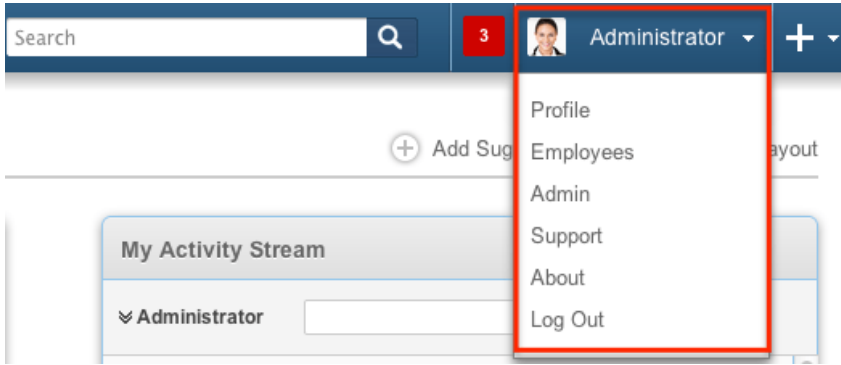 Search
3
Administrator
Profile
Add Sug
Employees
ayout
Admin
Support
My Activity Stream
About
Administrator
Log Out